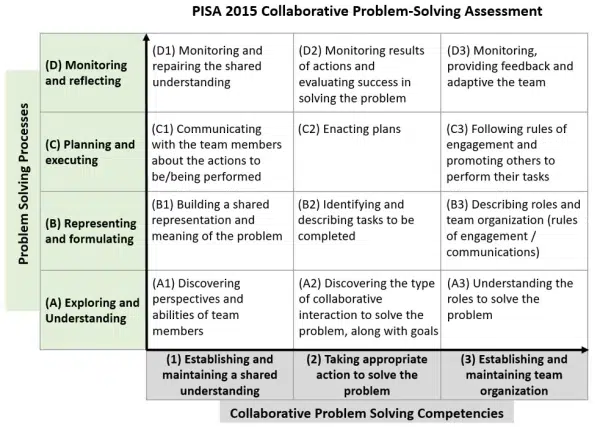 PISA 2015 Collaborative Problem-Solving Assessment
Problem Solving Processes
(D) Monitoring
and reflecting
(D1) Monitoring and
repairing the shared
understanding
(D2) Monitoring results
of actions and
evaluating success in
solving the problem
(D3) Monitoring,
providing feedback and
adaptive the team
(C) Planning and
executing
(C1) Communicating
with the team members
about the actions to
be/being performed
(C2) Enacting plans
(C3) Following rules of
engagement and
promoting others to
perform their tasks
(B) Representing
and formulating
(B1) Building a shared
representation and
meaning of the problem
(B2) Identifying and
describing tasks to be
completed
(B3) Describing roles and
team organization (rules
of engagement /
communications)
(A) Exploring and
Understanding
(A1) Discovering
perspectives and
abilities of team
members
(A2) Discovering the type
of collaborative
interaction to solve the
problem, along with goals
(A3) Understanding the
roles to solve the
problem
(1) Establishing and
maintaining a shared
understanding
(2) Taking appropriate
action to solve the
problem
(3) Establishing and
maintaining team
organization
Collaborative Problem Solving Competencies